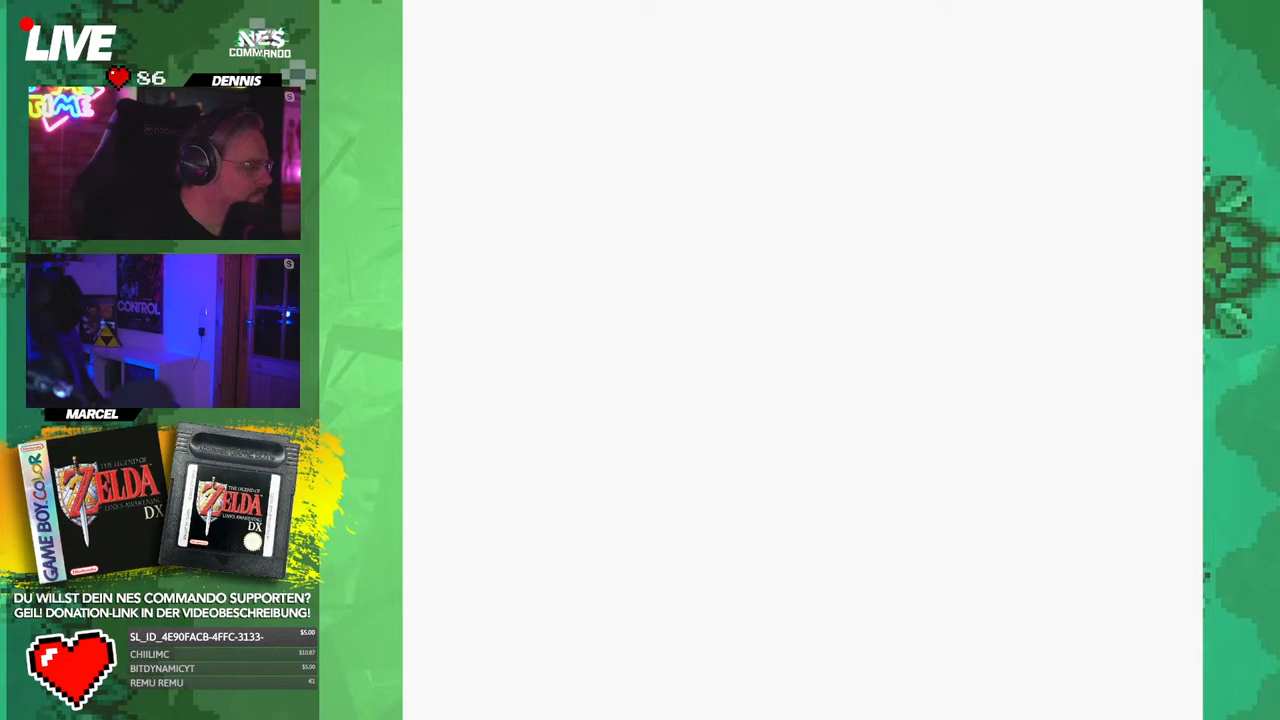 LIVE
NES
COMMANDO
86
DENNIS
TIME
CONTROL
MARCEL
GAME BOY COLOR
THE LEGEND OF
ZELDA
LINK'S AWAKENING
DX
Nintendo
THE LEGEND OF
ZELDA
LINK'S AWAKENING
DX
DU WILLST DEIN NES COMMANDO SUPPORTEN?
GEIL! DONATION-LINK IN DER VIDEOBESCHREIBUNG!
SL_ID_4E90FACB-4FFC-3133- $5.00
CHIILIMC $10.87
BITDYNAMICYT $5.00
REMU REMU €1